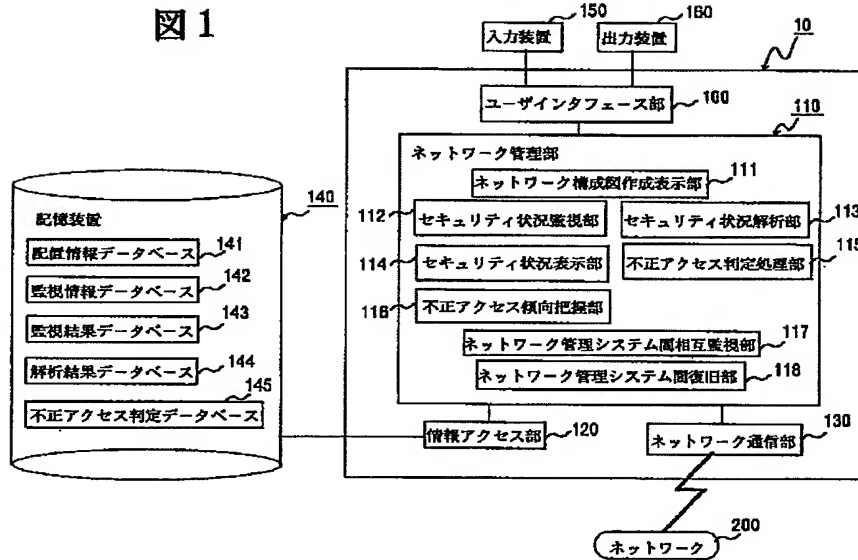 図1
150
160
入力装置
出力装置
10
ユーザインタフェース部
100
110
ネットワーク管理部
111
ネットワーク構成図作成表示部
112
セキュリティ状況監視部
セキュリティ状況解析部
113
114
セキュリティ状況表示部
不正アクセス判定処理部
115
116
不正アクセス傾向把握部
117
ネットワーク管理システム間相互監視部
ネットワーク管理システム間復旧部
118
140
記憶装置
141
配置情報データベース
142
監視情報データベース
143
監視結果データベース
144
解析結果データベース
145
不正アクセス判定データベース
情報アクセス部
120
ネットワーク通信部
130
200
ネットワーク